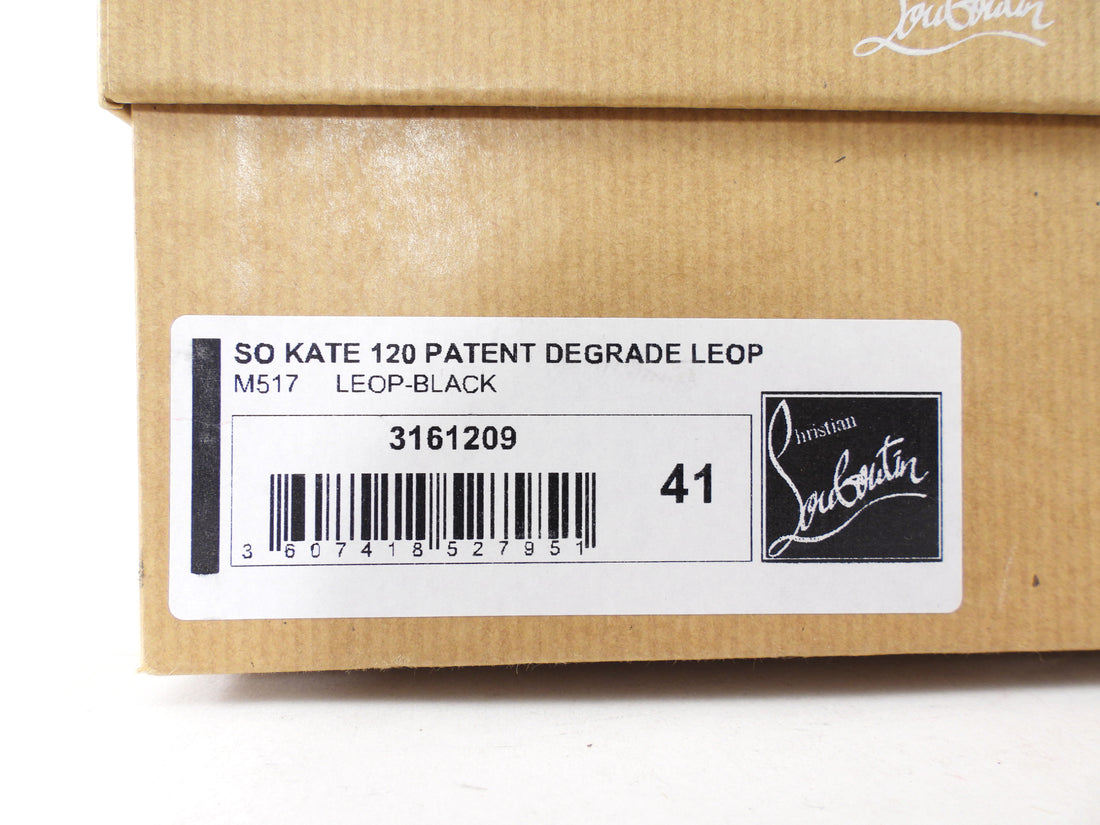 Louboutin
SO KATE 120 PATENT DEGRADE LEOP
M517 LEOP-BLACK
3161209
41
3 607418 527951
Christian
Louboutin